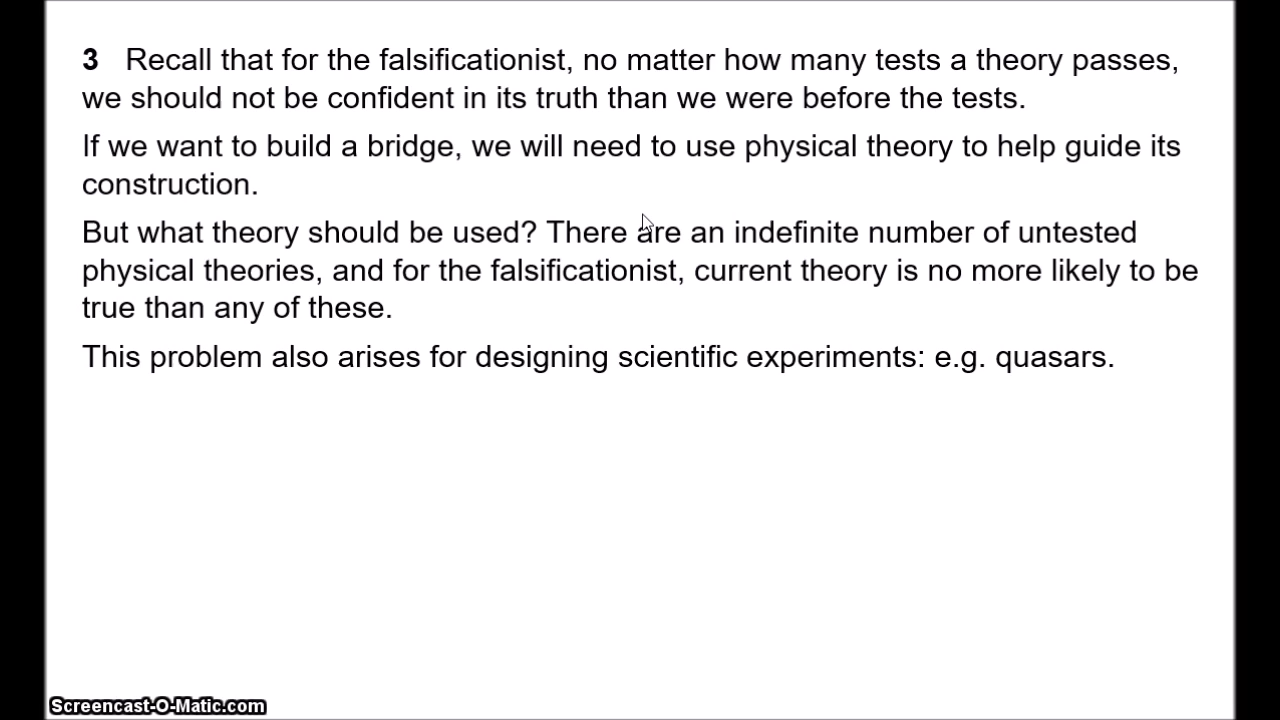 3 Recall that for the falsificationist, no matter how many tests a theory passes,
we should not be confident in its truth than we were before the tests.
If we want to build a bridge, we will need to use physical theory to help guide its
construction.
But what theory should be used? There are an indefinite number of untested
physical theories, and for the falsificationist, current theory is no more likely to be
true than any of these.
This problem also arises for designing scientific experiments: e.g. quasars.
Screencast-O-Matic.com